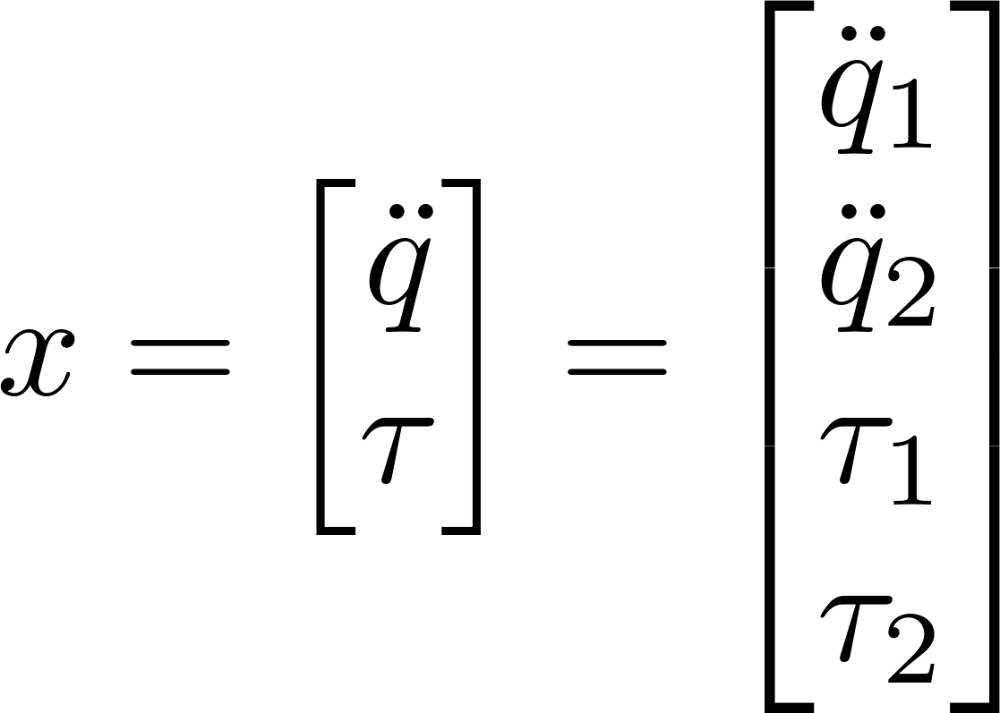 x = [q̈ τ] = [q̈₁ q̈₂ τ₁ τ₂]